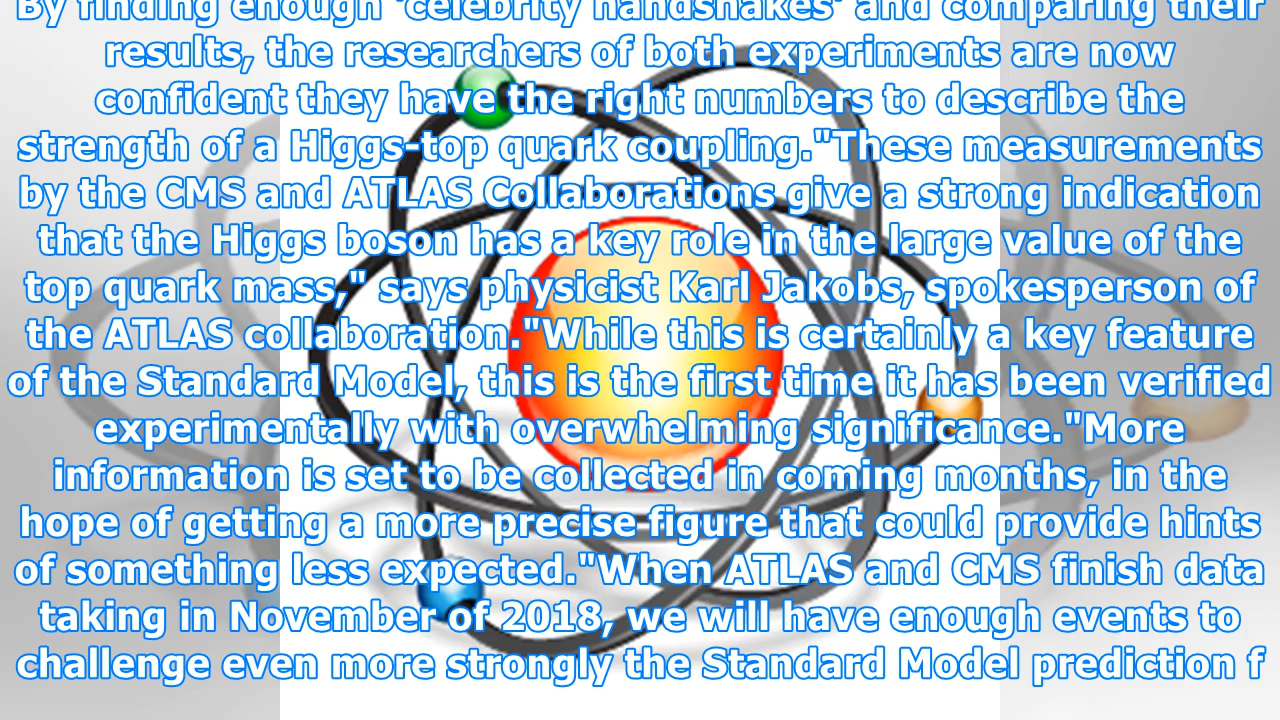 By finding enough 'celebrity handshakes' and comparing their
results, the researchers of both experiments are now
confident they have the right numbers to describe the
strength of a Higgs-top quark coupling."These measurements
by the CMS and ATLAS Collaborations give a strong indication
that the Higgs boson has a key role in the large value of the
top quark mass," says physicist Karl Jakobs, spokesperson of
the ATLAS collaboration."While this is certainly a key feature
of the Standard Model, this is the first time it has been verified
experimentally with overwhelming significance."More
information is set to be collected in coming months, in the
hope of getting a more precise figure that could provide hints
of something less expected."When ATLAS and CMS finish data
taking in November of 2018, we will have enough events to
challenge even more strongly the Standard Model prediction f